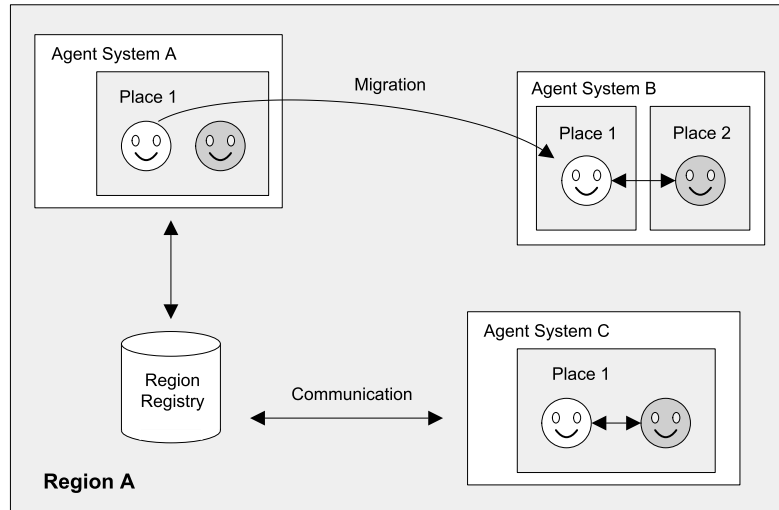 Agent System A
Place 1
Migration
Agent System B
Place 1
Place 2
Agent System C
Place 1
Region
Registry
Communication
Region A